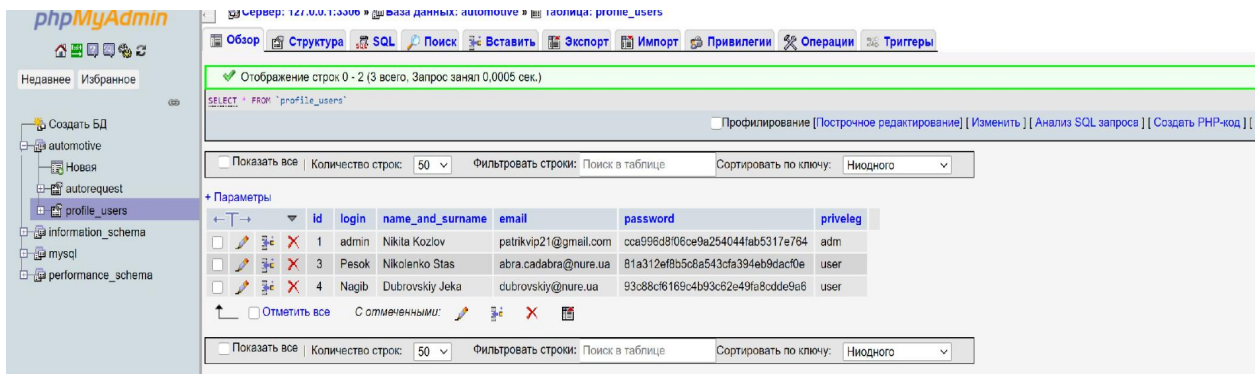 phpMyAdmin
Недавнее Избранное
Создать БД
automotive
Новая
autorequest
profile_users
information_schema
mysql
performance_schema
Сервер: 127.0.0.1:3306 » База данных: automotive » Таблица: profile_users
Обзор Структура SQL Поиск Вставить Экспорт Импорт Привилегии Операции Триггеры
Отображение строк 0 - 2 (3 всего, Запрос занял 0,0005 сек.)
SELECT * FROM `profile_users`
Профилирование [Построчное редактирование] [ Изменить ] [ Анализ SQL запроса ] [ Создать PHP-код ] [
Показать все | Количество строк: 50 Фильтровать строки: Поиск в таблице Сортировать по ключу: Ниодного
+ Параметры
←T→ id login name_and_surname email password priveleg
1 admin Nikita Kozlov patrikvip21@gmail.com cca996d8f06ce9a254044fab5317e764 adm
3 Pesok Nikolenko Stas abra.cadabra@nure.ua 81a312ef8b5c8a543cfa394eb9dacf0e user
4 Nagib Dubrovskiy Jeka dubrovskiy@nure.ua 93c88cf6169c4b93c62e49fa8cdde9a6 user
Отметить все С отмеченными:
Показать все | Количество строк: 50 Фильтровать строки: Поиск в таблице Сортировать по ключу: Ниодного